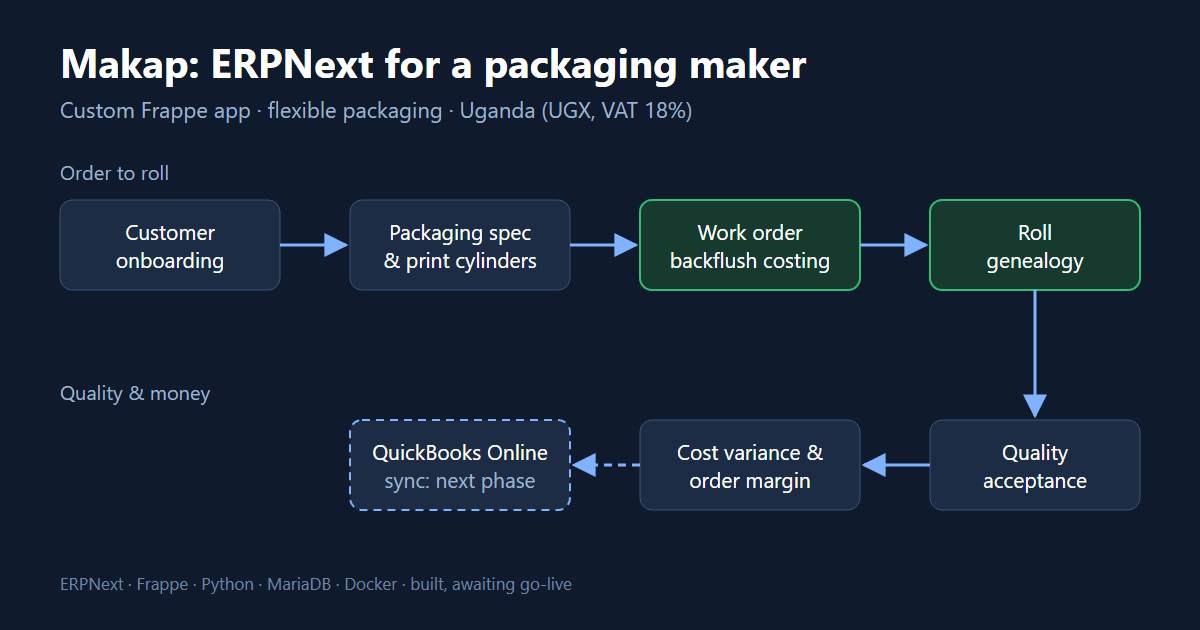 Makap: ERPNext for a packaging maker
Custom Frappe app · flexible packaging · Uganda (UGX, VAT 18%)
Order to roll
Customer
onboarding
Packaging spec
& print cylinders
Work order
backflush costing
Roll
genealogy
Quality & money
QuickBooks Online
sync: next phase
Cost variance &
order margin
Quality
acceptance
ERPNext · Frappe · Python · MariaDB · Docker · built, awaiting go-live